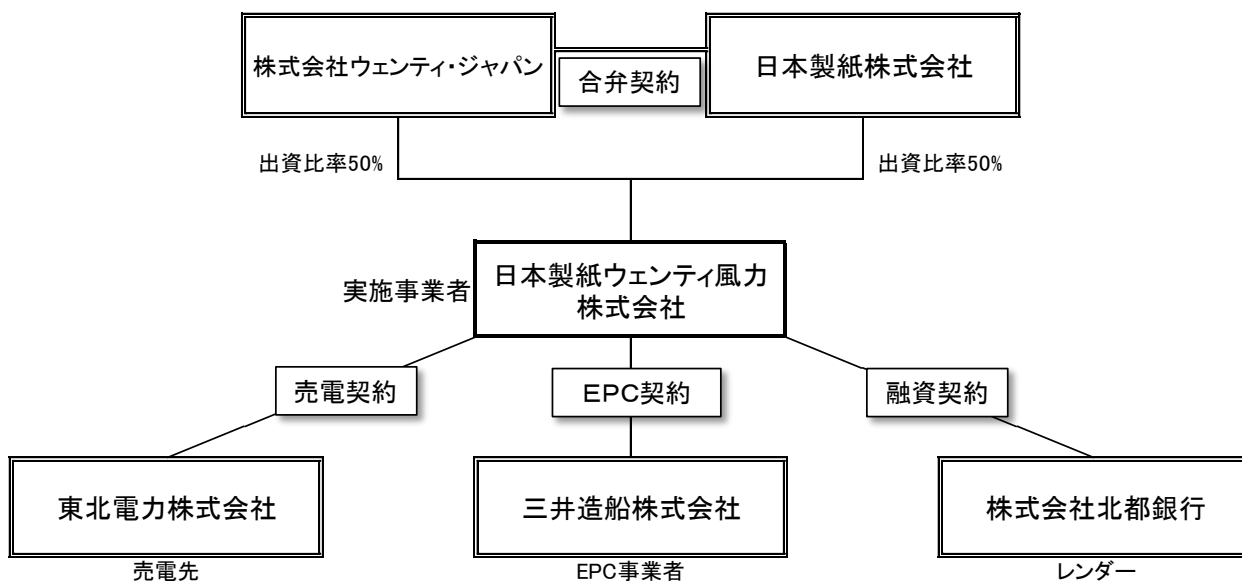 株式会社ウェンティ・ジャパン
合弁契約
日本製紙株式会社
出資比率50%
出資比率50%
実施事業者
日本製紙ウェンティ風力
株式会社
売電契約
EPC契約
融資契約
東北電力株式会社
三井造船株式会社
株式会社北都銀行
売電先
EPC事業者
レンダー